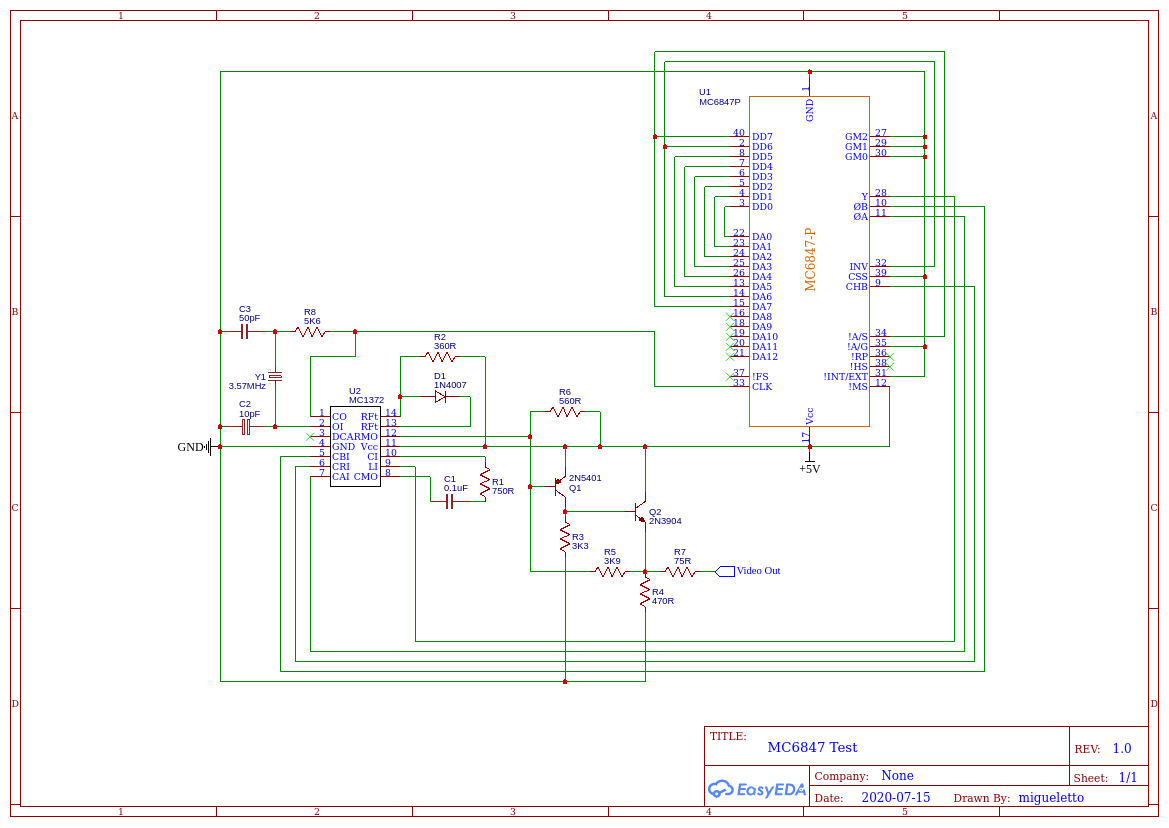 1 2 3 4 5
A A
B B
C C
D D
U1
MC6847P
1
GND
40 DD7
2 DD6
8 DD5
7 DD4
6 DD3
5 DD2
4 DD1
3 DD0
22 DA0
23 DA1
24 DA2
25 DA3
26 DA4
13 DA5
14 DA6
15 DA7
16 DA8
18 DA9
19 DA10
20 DA11
21 DA12
37 !FS
33 CLK
MC6847-P
GM2 27
GM1 29
GM0 30
Y 28
ØB 10
ØA 11
INV 32
CSS 39
CHB 9
!A/S 34
!A/G 35
!RP 36
!HS 38
!INT/EXT 31
!MS 12
Vcc
17
+5V
C3
50pF
R8
5K6
Y1
3.57MHz
C2
10pF
GND
R2
360R
D1
1N4007
U2
MC1372
1 CO RFt 14
2 OI RFt 13
3 DCA RMO 12
4 GND Vcc 11
5 CBI CI 10
6 CRI LI 9
7 CAI CMO 8
C1
0.1uF
R1
750R
R6
560R
2N5401
Q1
Q2
2N3904
R3
3K3
R5
3K9
R7
75R
Video Out
R4
470R
TITLE:
MC6847 Test
REV: 1.0
EasyEDA
Company: None
Sheet: 1/1
Date: 2020-07-15 Drawn By: migueletto
1 2 3 4 5